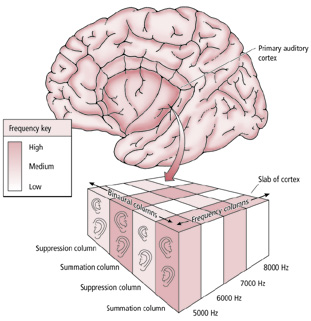 Primary auditory
cortex
Frequency key
High
Medium
Low
Slab of cortex
Binaural columns
Frequency columns
Suppression column
Summation column
Suppression column
Summation column
8000 Hz
7000 Hz
6000 Hz
5000 Hz